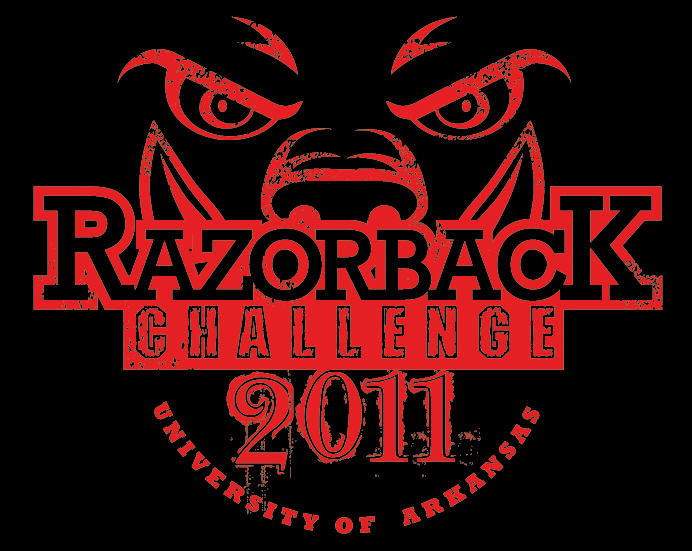 RAZORBACK
CHALLENGE
2011
UNIVERSITY OF ARKANSAS